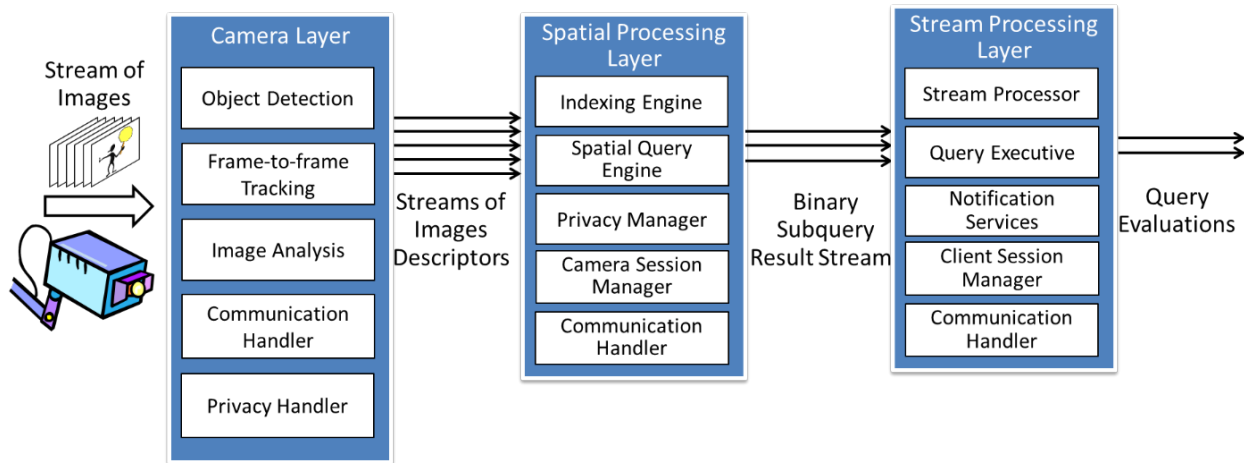 Stream of
Images
Camera Layer
Object Detection
Frame-to-frame
Tracking
Image Analysis
Communication
Handler
Privacy Handler
Streams of
Images
Descriptors
Spatial Processing
Layer
Indexing Engine
Spatial Query
Engine
Privacy Manager
Camera Session
Manager
Communication
Handler
Binary
Subquery
Result Stream
Stream Processing
Layer
Stream Processor
Query Executive
Notification
Services
Client Session
Manager
Communication
Handler
Query
Evaluations